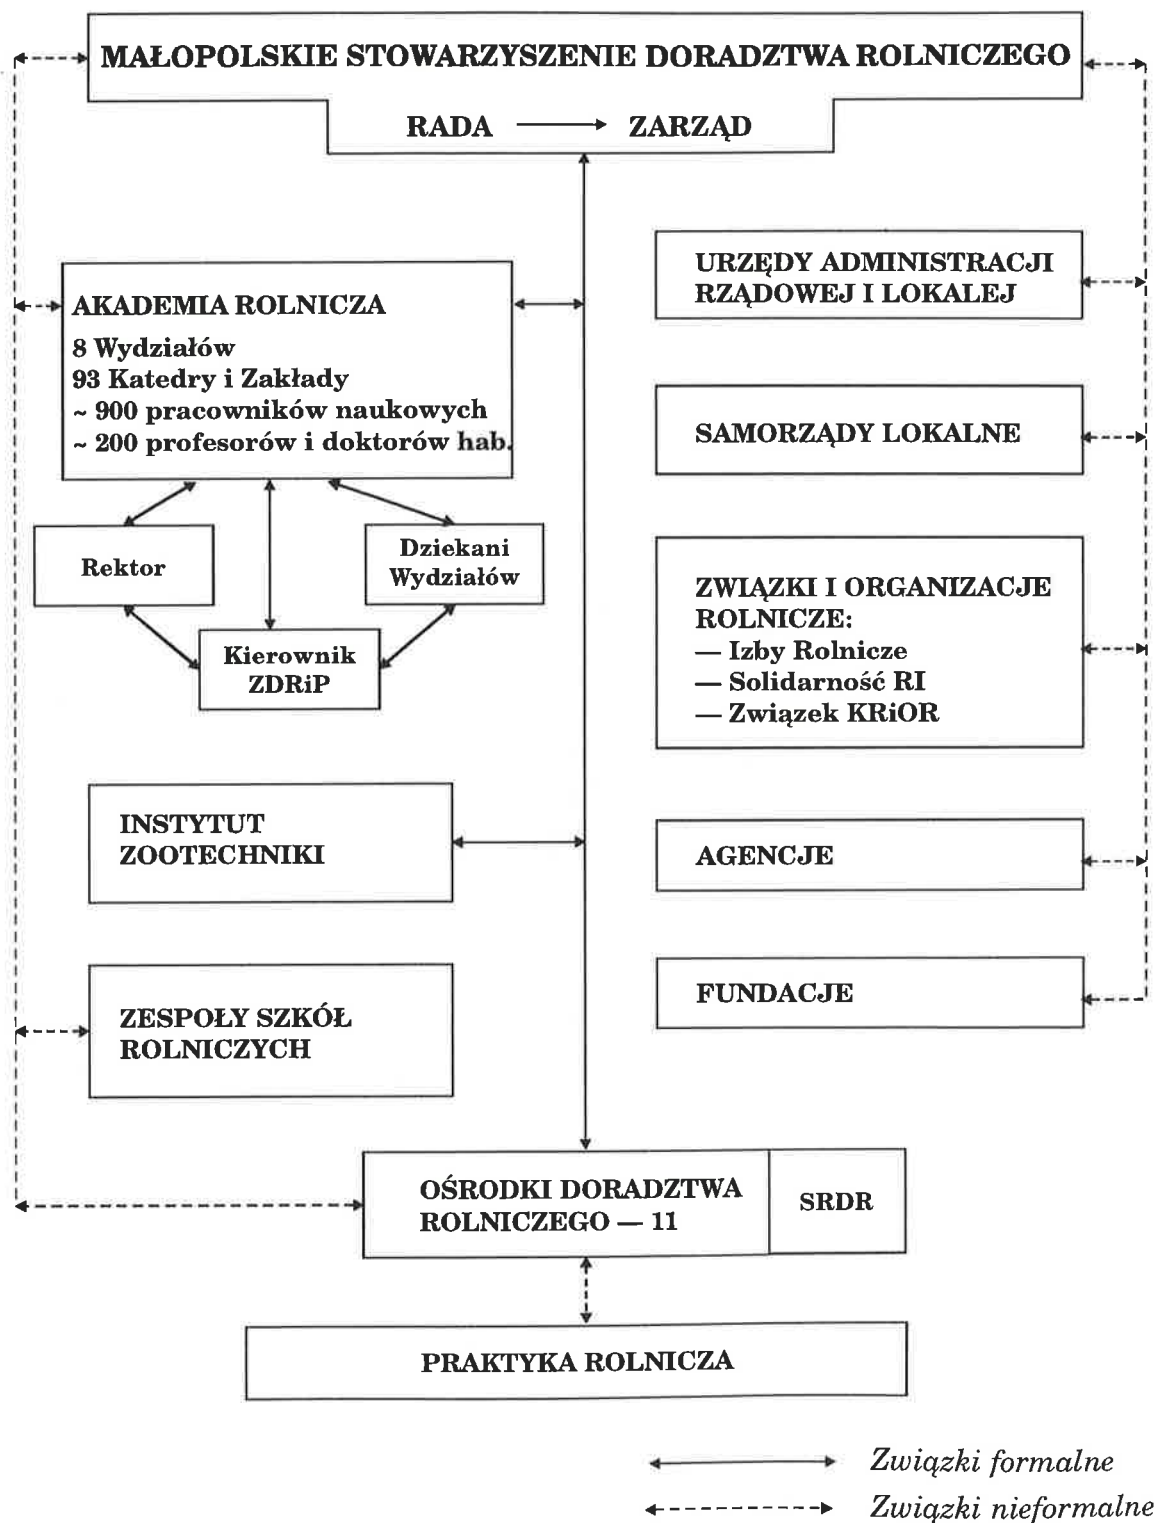 MAŁOPOLSKIE STOWARZYSZENIE DORADZTWA ROLNICZEGO
RADA ZARZĄD
AKADEMIA ROLNICZA
8 Wydziałów
93 Katedry i Zakłady
~ 900 pracowników naukowych
~ 200 profesorów i doktorów hab.
Rektor
Dziekani
Wydziałów
Kierownik
ZDRiP
INSTYTUT
ZOOTECHNIKI
ZESPOŁY SZKÓŁ
ROLNICZYCH
URZĘDY ADMINISTRACJI
RZĄDOWEJ I LOKALEJ
SAMORZĄDY LOKALNE
ZWIĄZKI I ORGANIZACJE
ROLNICZE:
— Izby Rolnicze
— Solidarność RI
— Związek KRiOR
AGENCJE
FUNDACJE
OŚRODKI DORADZTWA
ROLNICZEGO — 11
SRDR
PRAKTYKA ROLNICZA
Związki formalne
Związki nieformalne